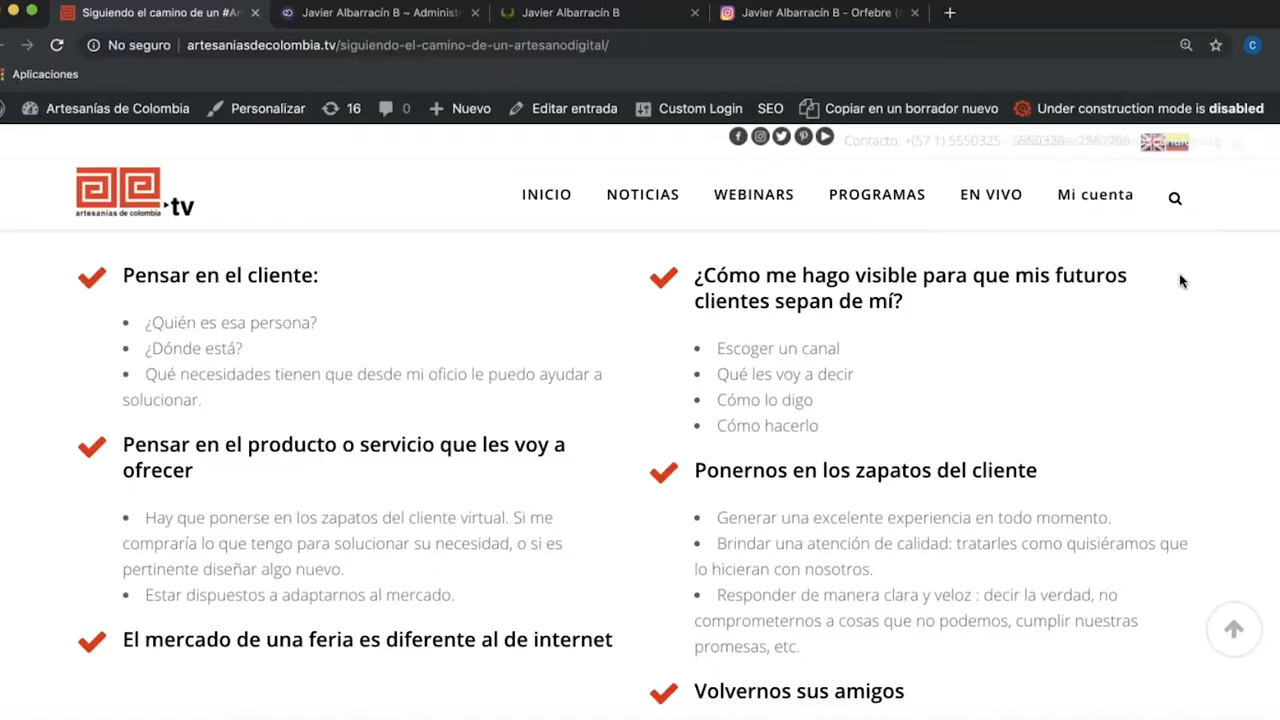 Siguiendo el camino de un #Ar
Javier Albarracín B ~ Administ
Javier Albarracín B
Javier Albarracín B - Orfebre (
No seguro
artesaniasdecolombia.tv/siguiendo-el-camino-de-un-artesanodigital/
C
Aplicaciones
Artesanías de Colombia
Personalizar
16
0
Nuevo
Editar entrada
Custom Login
SEO
Copiar en un borrador nuevo
Under construction mode is disabled
Contacto: +(57 1) 5550325 -
artesanías de colombia
tv
INICIO
NOTICIAS
WEBINARS
PROGRAMAS
EN VIVO
Mi cuenta
Pensar en el cliente:
• ¿Quién es esa persona?
• ¿Dónde está?
• Qué necesidades tienen que desde mi oficio le puedo ayudar a
solucionar.
Pensar en el producto o servicio que les voy a
ofrecer
• Hay que ponerse en los zapatos del cliente virtual. Si me
compraría lo que tengo para solucionar su necesidad, o si es
pertinente diseñar algo nuevo.
• Estar dispuestos a adaptarnos al mercado.
El mercado de una feria es diferente al de internet
¿Cómo me hago visible para que mis futuros
clientes sepan de mí?
• Escoger un canal
• Qué les voy a decir
• Cómo lo digo
• Cómo hacerlo
Ponernos en los zapatos del cliente
• Generar una excelente experiencia en todo momento.
• Brindar una atención de calidad: tratarles como quisiéramos que
lo hicieran con nosotros.
• Responder de manera clara y veloz : decir la verdad, no
comprometernos a cosas que no podemos, cumplir nuestras
promesas, etc.
Volvernos sus amigos